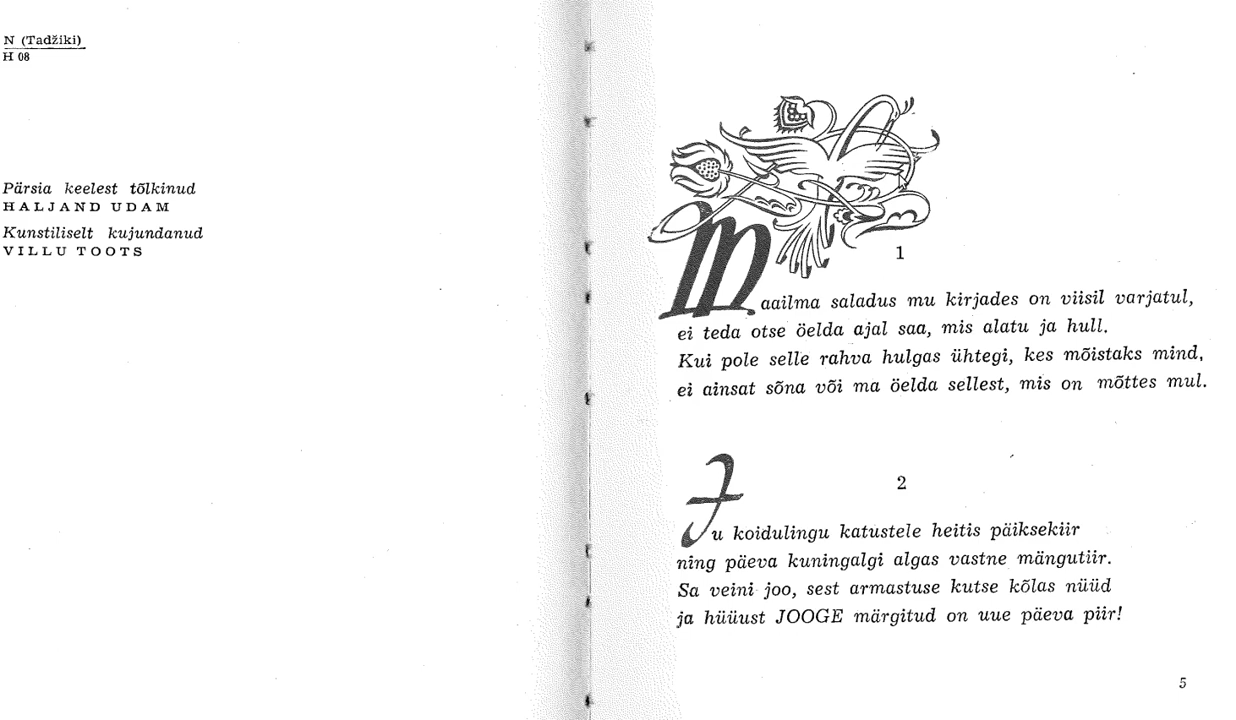 N (Tadžiki)
H 08
Pärsia keelest tõlkinud
HALJAND UDAM
Kunstiliselt kujundanud
VILLU TOOTS
1
Maailma saladus mu kirjades on viisil varjatul,
ei teda otse öelda ajal saa, mis alatu ja hull.
Kui pole selle rahva hulgas ühtegi, kes mõistaks mind,
ei ainsat sõna või ma öelda sellest, mis on mõttes mul.
2
Ju koidulingu katustele heitis päiksekiir
ning päeva kuningalgi algas vastne mängutiir.
Sa veini joo, sest armastuse kutse kõlas nüüd
ja hüüust JOOGE märgitud on uue päeva piir!
5